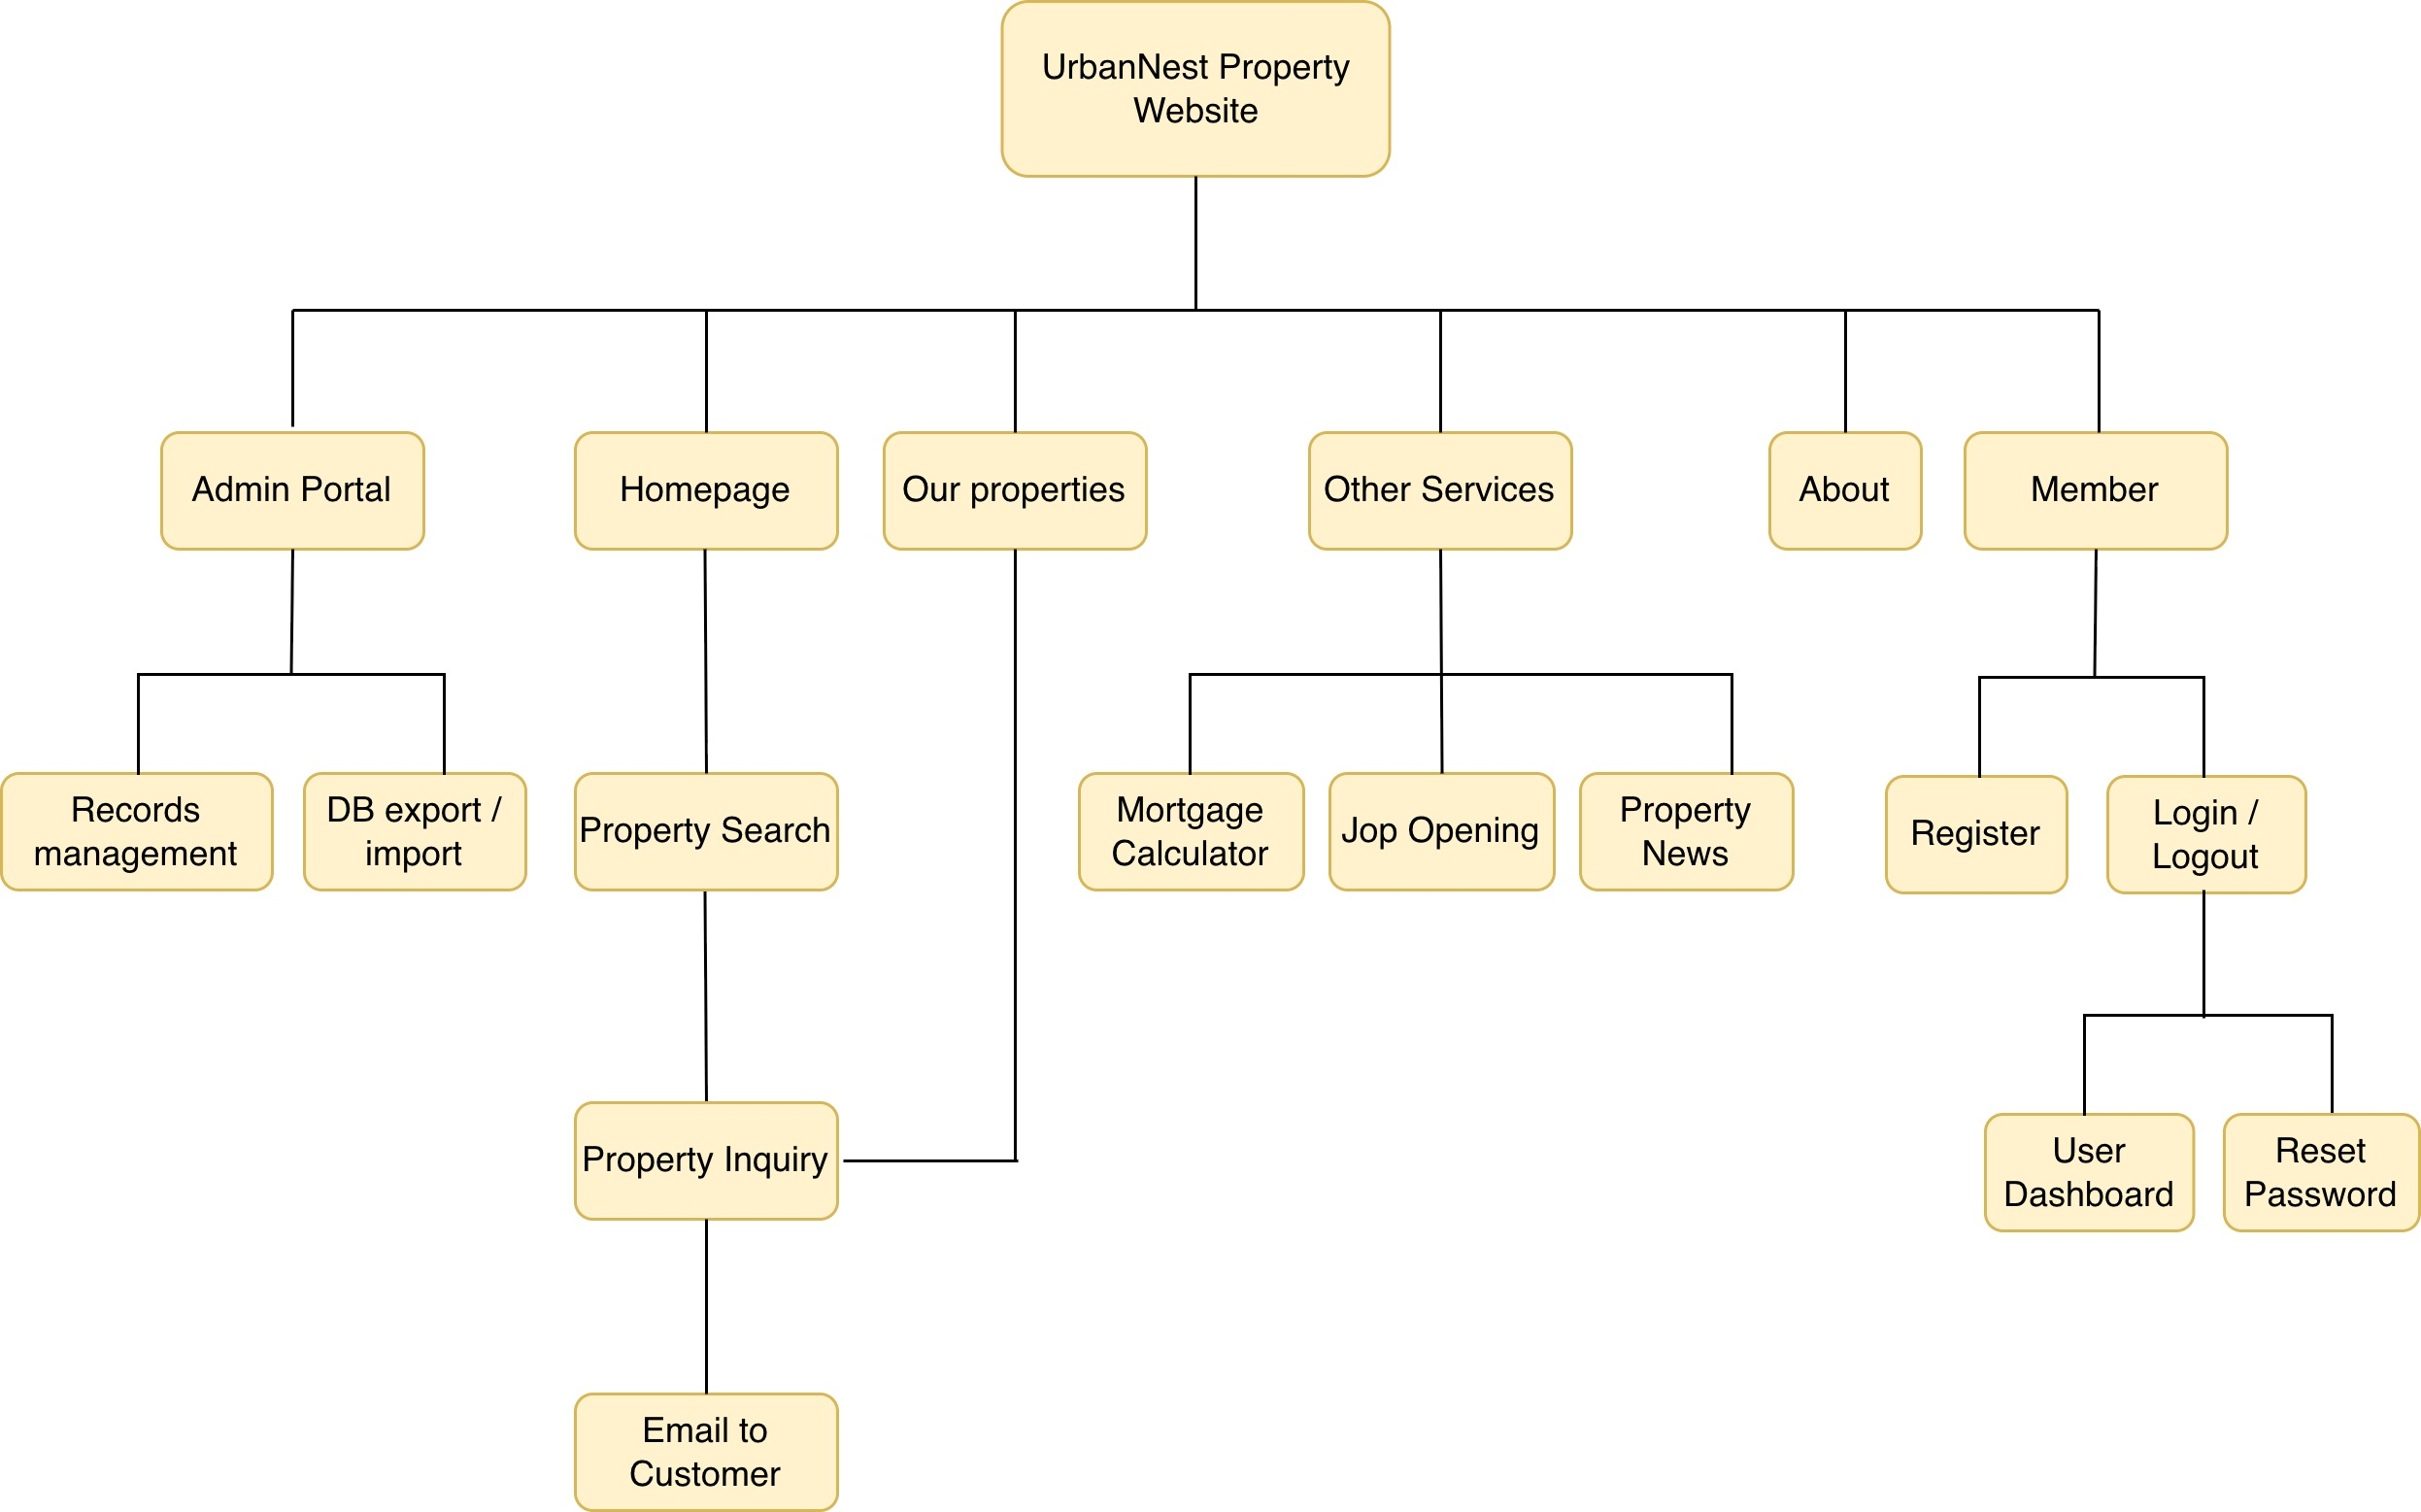 UrbanNest Property
Website
Admin Portal
Homepage
Our properties
Other Services
About
Member
Records
management
DB export /
import
Property Search
Mortgage
Calculator
Jop Opening
Property
News
Register
Login /
Logout
Property Inquiry
User
Dashboard
Reset
Password
Email to
Customer